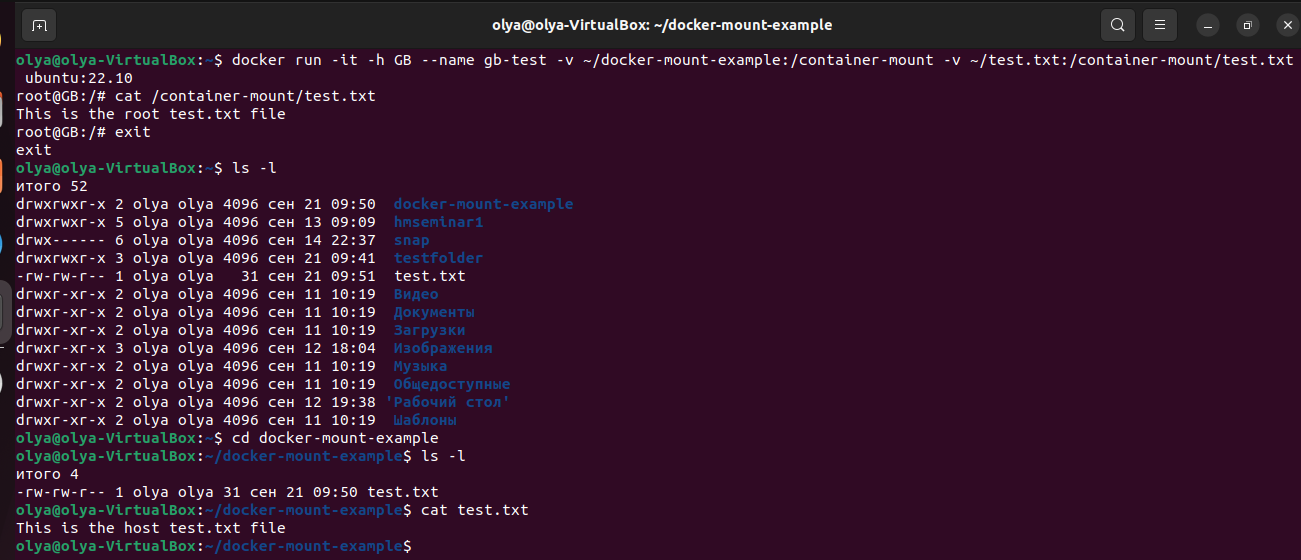 olya@olya-VirtualBox: ~/docker-mount-example
olya@olya-VirtualBox:~$ docker run -it -h GB --name gb-test -v ~/docker-mount-example:/container-mount -v ~/test.txt:/container-mount/test.txt
 ubuntu:22.10
root@GB:/# cat /container-mount/test.txt
This is the root test.txt file
root@GB:/# exit
exit
olya@olya-VirtualBox:~$ ls -l
итого 52
drwxrwxr-x 2 olya olya 4096 сен 21 09:50  docker-mount-example
drwxrwxr-x 5 olya olya 4096 сен 13 09:09  hmseminar1
drwx------ 6 olya olya 4096 сен 14 22:37  snap
drwxrwxr-x 3 olya olya 4096 сен 21 09:41  testfolder
-rw-rw-r-- 1 olya olya   31 сен 21 09:51  test.txt
drwxr-xr-x 2 olya olya 4096 сен 11 10:19  Видео
drwxr-xr-x 2 olya olya 4096 сен 11 10:19  Документы
drwxr-xr-x 2 olya olya 4096 сен 11 10:19  Загрузки
drwxr-xr-x 3 olya olya 4096 сен 12 18:04  Изображения
drwxr-xr-x 2 olya olya 4096 сен 11 10:19  Музыка
drwxr-xr-x 2 olya olya 4096 сен 11 10:19  Общедоступные
drwxr-xr-x 2 olya olya 4096 сен 12 19:38 'Рабочий стол'
drwxr-xr-x 2 olya olya 4096 сен 11 10:19  Шаблоны
olya@olya-VirtualBox:~$ cd docker-mount-example
olya@olya-VirtualBox:~/docker-mount-example$ ls -l
итого 4
-rw-rw-r-- 1 olya olya 31 сен 21 09:50 test.txt
olya@olya-VirtualBox:~/docker-mount-example$ cat test.txt
This is the host test.txt file
olya@olya-VirtualBox:~/docker-mount-example$